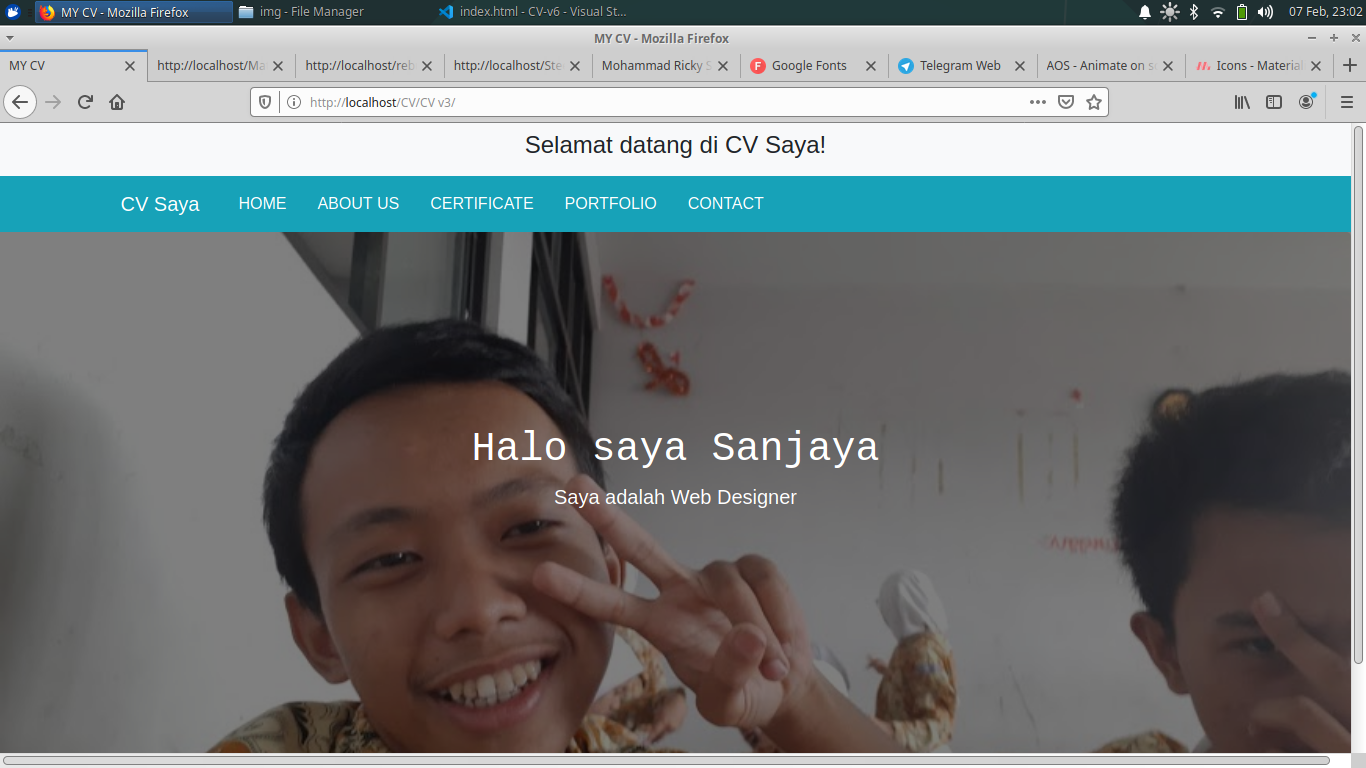 MY CV - Mozilla Firefox
img - File Manager
index.html - CV-v6 - Visual St...
07 Feb, 23:02
MY CV - Mozilla Firefox
MY CV
http://localhost/Ma
http://localhost/reb
http://localhost/Ste
Mohammad Ricky S
Google Fonts
Telegram Web
AOS - Animate on s
Icons - Material
http://localhost/CV/CV v3/
Selamat datang di CV Saya!
CV Saya HOME ABOUT US CERTIFICATE PORTFOLIO CONTACT
Halo saya Sanjaya
Saya adalah Web Designer